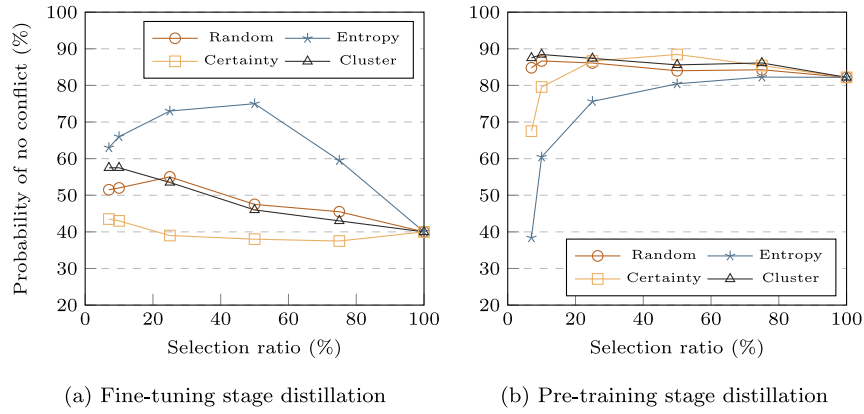 Probability of no conflict (%)
100
90
80
70
60
50
40
30
20
Random
Entropy
Certainty
Cluster
0
20
40
60
80
100
Selection ratio (%)
(a) Fine-tuning stage distillation
100
90
80
70
60
50
40
30
20
Random
Entropy
Certainty
Cluster
0
20
40
60
80
100
Selection ratio (%)
(b) Pre-training stage distillation